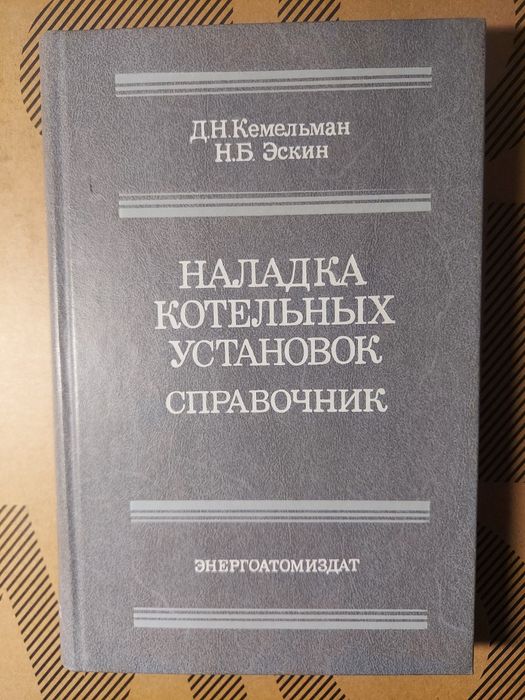 Д.Н.Кемельман
Н.Б. Эскин
НАЛАДКА
КОТЕЛЬНЫХ
УСТАНОВОК
СПРАВОЧНИК
ЭНЕРГОАТОМИЗДАТ